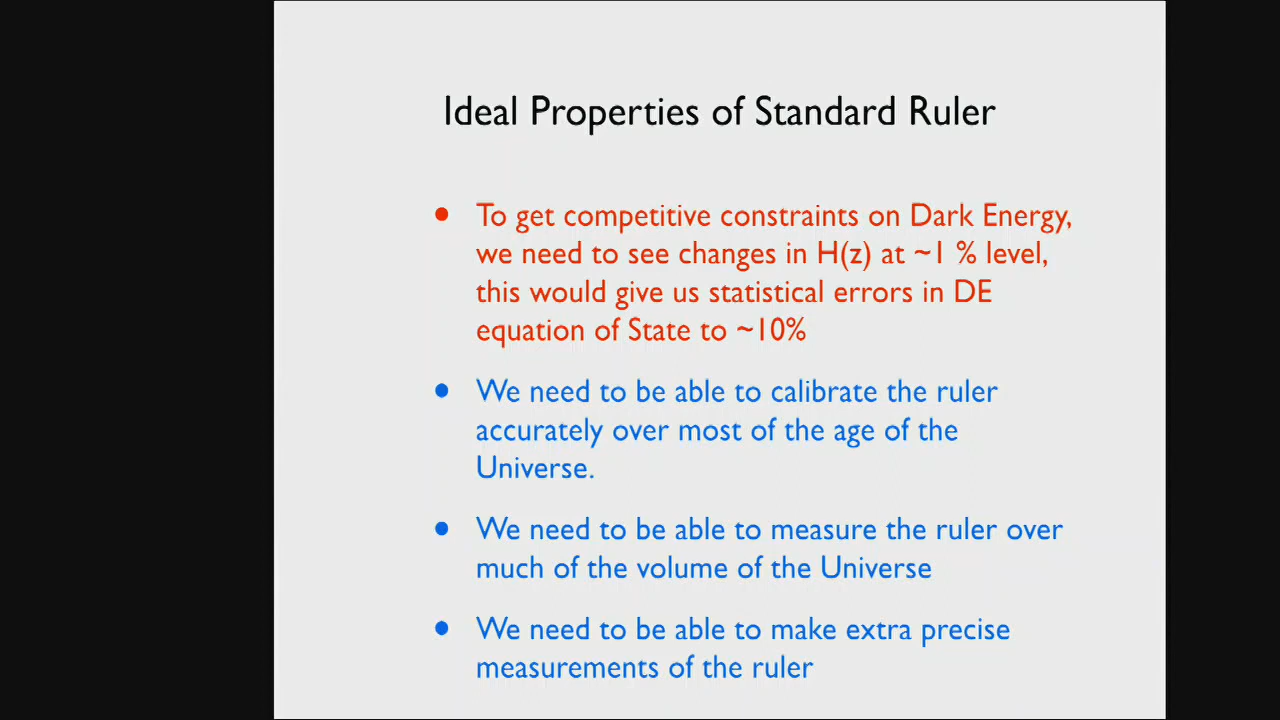 Ideal Properties of Standard Ruler
• To get competitive constraints on Dark Energy,
we need to see changes in H(z) at ~1 % level,
this would give us statistical errors in DE
equation of State to ~10%
• We need to be able to calibrate the ruler
accurately over most of the age of the
Universe.
• We need to be able to measure the ruler over
much of the volume of the Universe
• We need to be able to make extra precise
measurements of the ruler